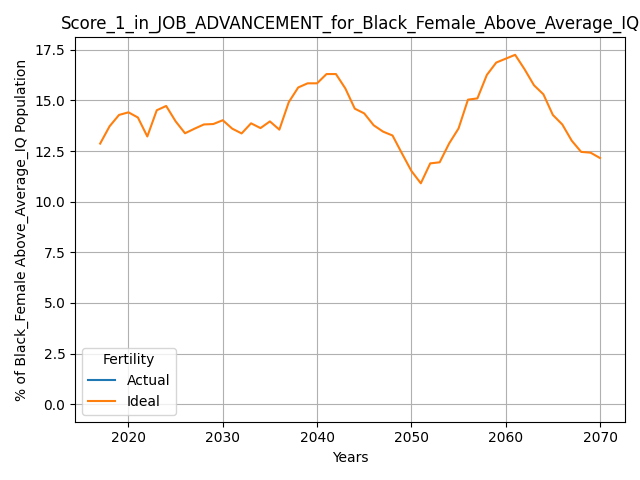 Score_1_in_JOB_ADVANCEMENT_for_Black_Female_Above_Average_IQ
% of Black_Female Above_Average_IQ Population
17.5
15.0
12.5
10.0
7.5
5.0
2.5
0.0
Fertility
Actual
Ideal
2020 2030 2040 2050 2060 2070
Years